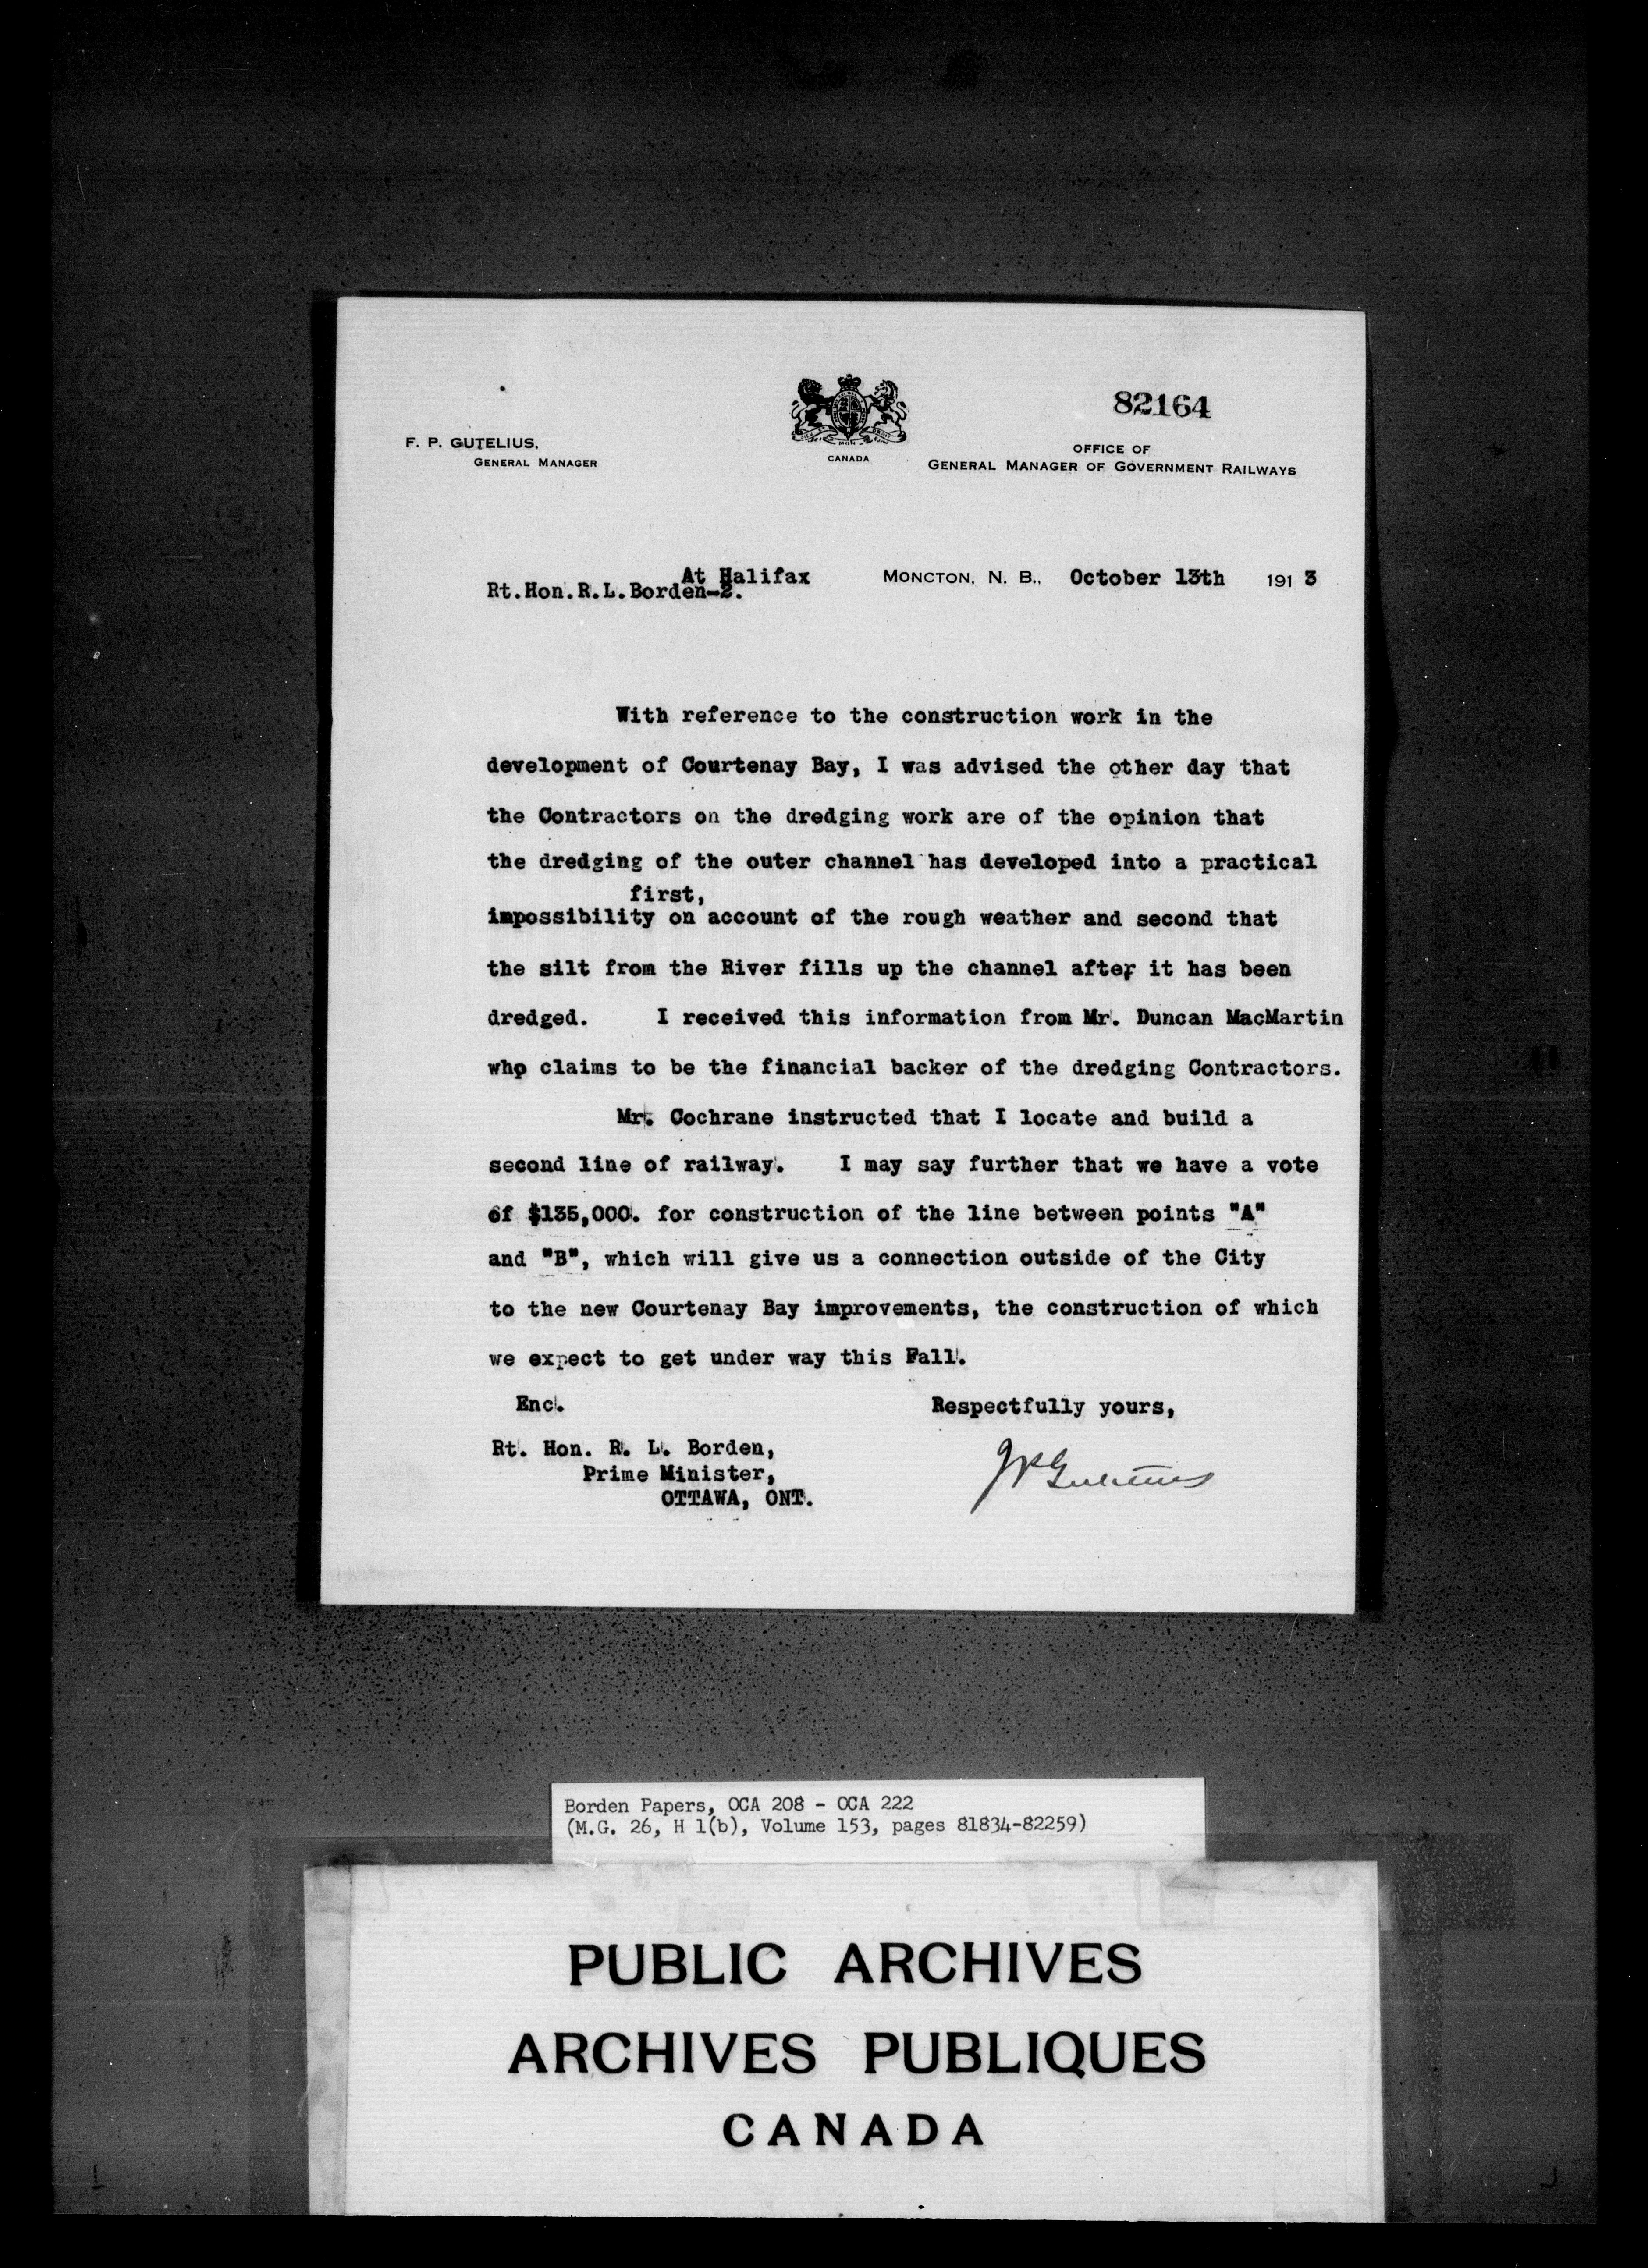 82164
F. P. GUTELIUS,
GENERAL MANAGER
CANADA
OFFICE OF
GENERAL MANAGER OF GOVERNMENT RAILWAYS
At Halifax
MONCTON, N. B., October 13th 1913
Rt.Hon.R.L.Borden-2.
With reference to the construction work in the
development of Courtenay Bay, I was advised the other day that
the Contractors on the dredging work are of the opinion that
the dredging of the outer channel has developed into a practical
first,
impossibility on account of the rough weather and second that
the silt from the River fills up the channel after it has been
dredged. I received this information from Mr. Duncan MacMartin
who claims to be the financial backer of the dredging Contractors.
Mr. Cochrane instructed that I locate and build a
second line of railway. I may say further that we have a vote
of $135,000. for construction of the line between points "A"
and "B", which will give us a connection outside of the City
to the new Courtenay Bay improvements, the construction of which
we expect to get under way this Fall.
Enc. Respectfully yours,
Rt. Hon. R. L. Borden,
Prime Minister,
OTTAWA, ONT.
FPGutelius
Borden Papers, OCA 208 - OCA 222
(M.G. 26, H 1(b), Volume 153, pages 81834-82259)
PUBLIC ARCHIVES
ARCHIVES PUBLIQUES
CANADA